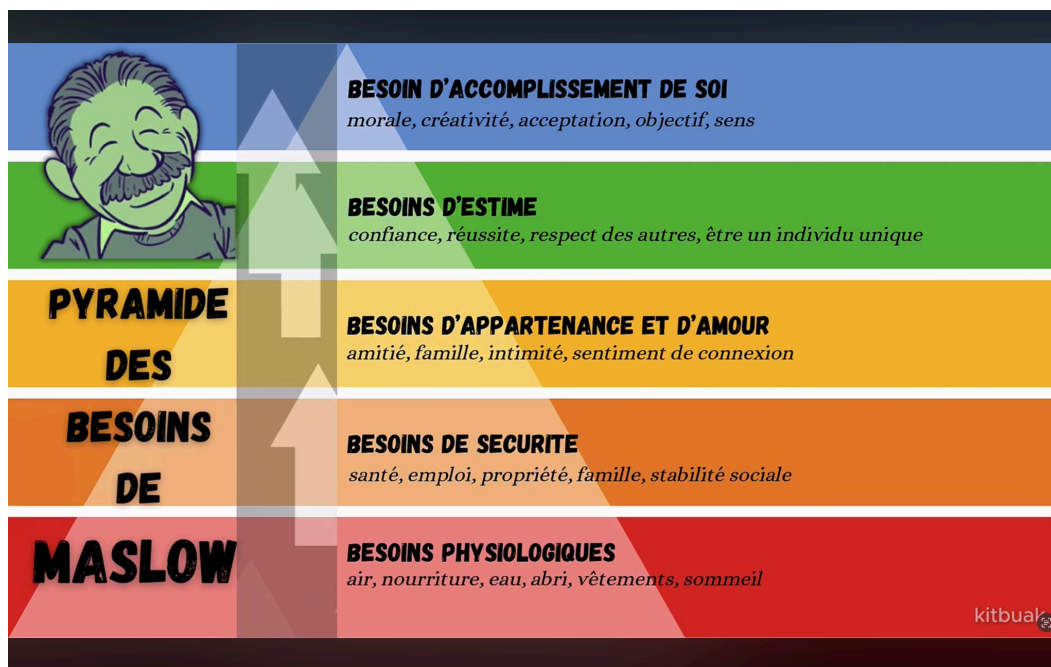 BESOIN D'ACCOMPLISSEMENT DE SOI
morale, créativité, acceptation, objectif, sens
BESOINS D'ESTIME
confiance, réussite, respect des autres, être un individu unique
PYRAMIDE
DES
BESOINS
DE
MASLOW
BESOINS D'APPARTENANCE ET D'AMOUR
amitié, famille, intimité, sentiment de connexion
BESOINS DE SECURITE
santé, emploi, propriété, famille, stabilité sociale
BESOINS PHYSIOLOGIQUES
air, nourriture, eau, abri, vêtements, sommeil
kitbuak